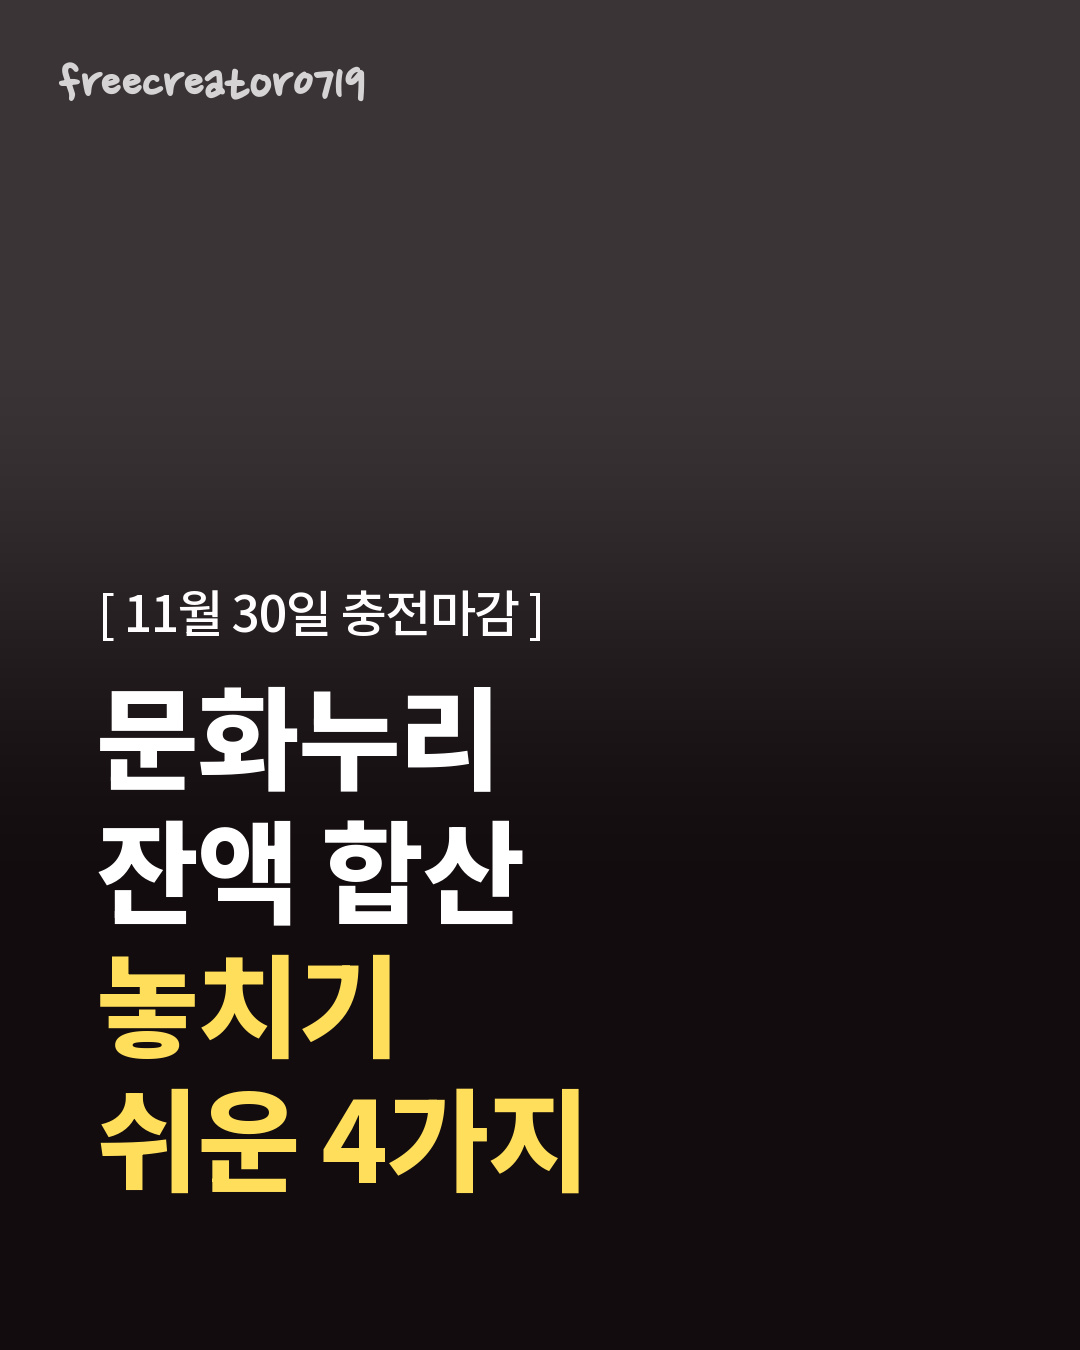 freecreator0719
[ 11월 30일 충전마감 ]
문화누리
잔액 합산
놓치기
쉬운 4가지